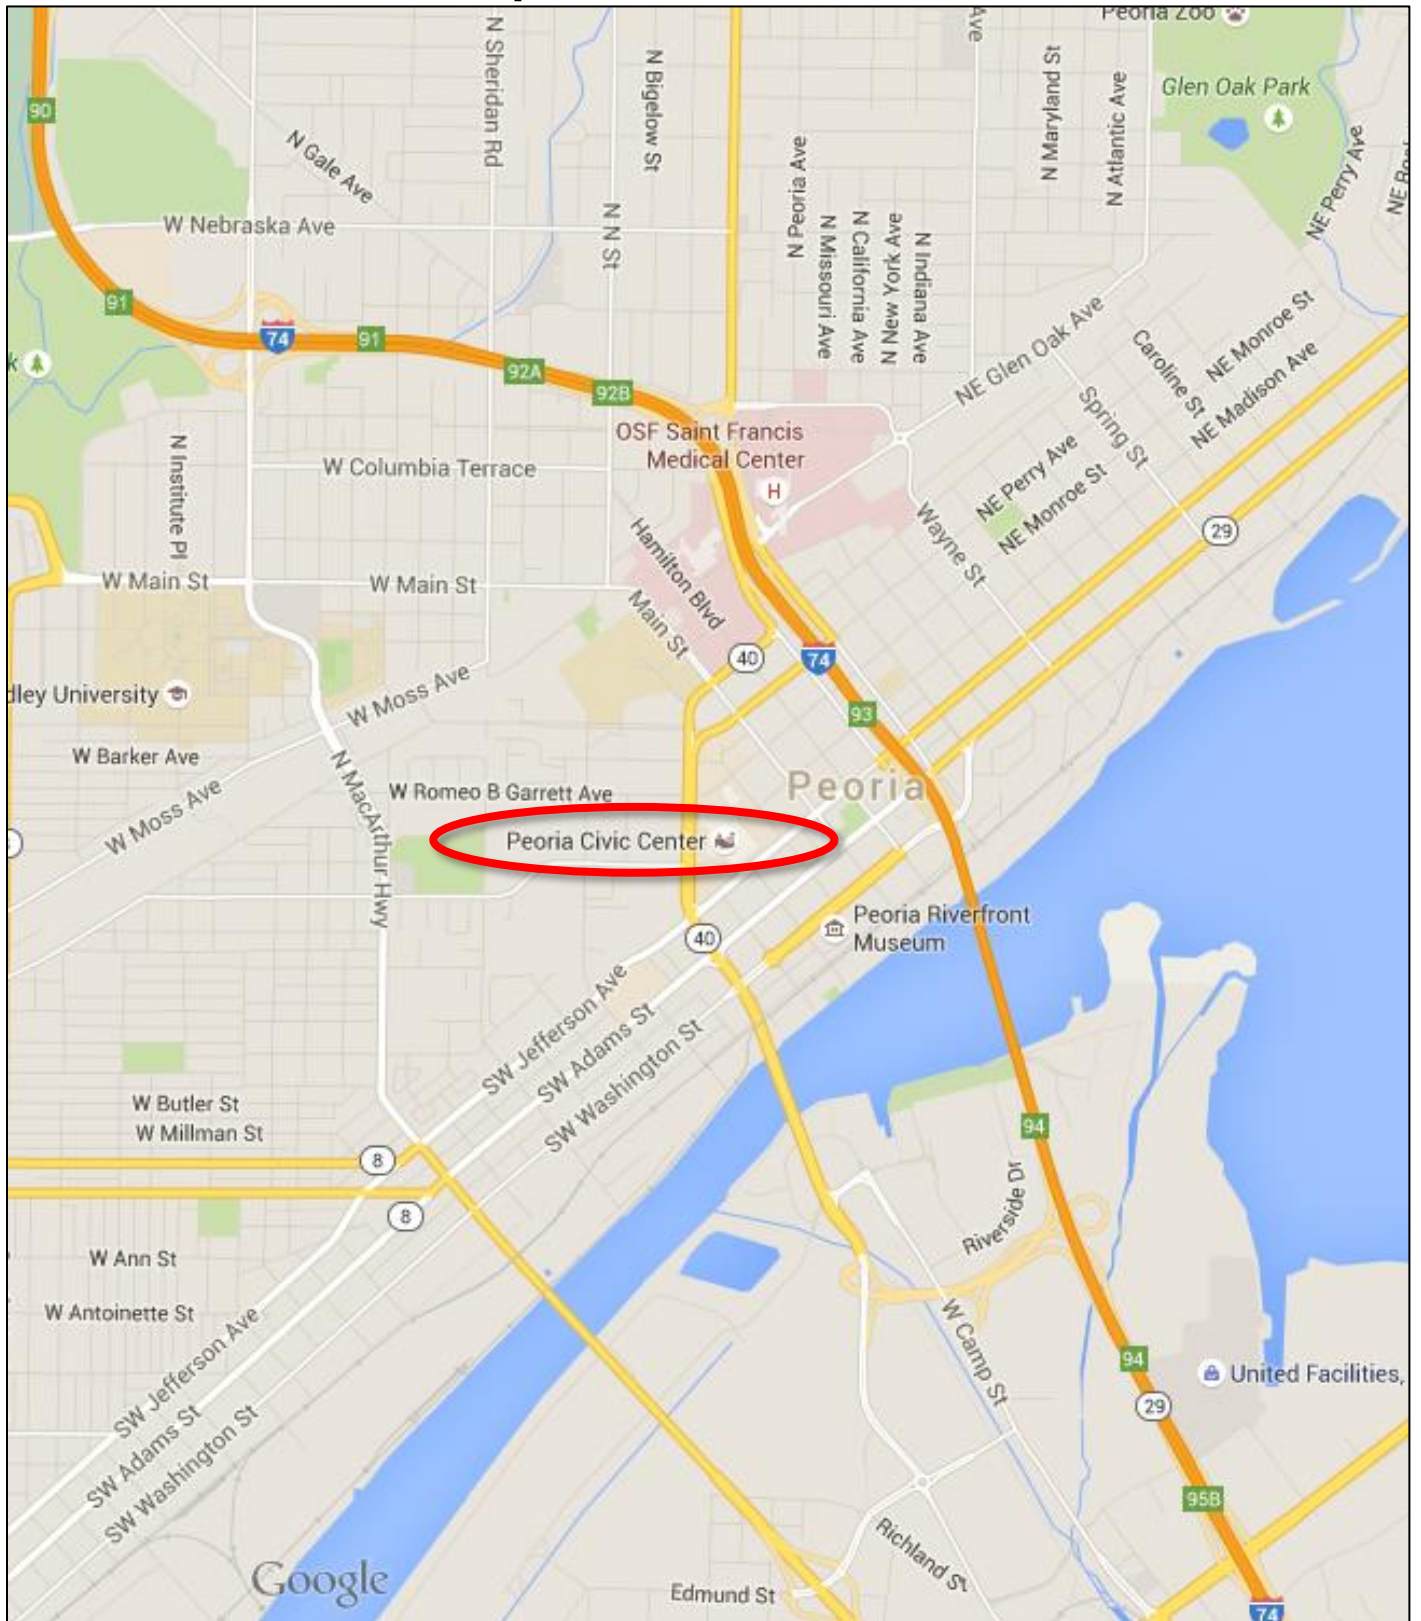 Peoria Zoo
Ave
Glen Oak Park
N Sheridan Rd
N Bigelow St
N Maryland St
N Atlantic Ave
90
N Gale Ave
NE Perry Ave
NE
N Peoria Ave
N Missouri Ave
N California Ave
N New York Ave
N Indiana Ave
W Nebraska Ave
N N St
91
74
91
92A
92B
NE Glen Oak Ave
Caroline St
NE Monroe St
NE Madison Ave
Spring St
OSF Saint Francis
Medical Center
H
N Institute Pl
W Columbia Terrace
NE Perry Ave
NE Monroe St
29
Wayne St
Hamilton Blvd
W Main St
W Main St
Main St
40
74
dley University
W Moss Ave
93
W Barker Ave
N MacArthur Hwy
W Romeo B Garrett Ave
Peoria
W Moss Ave
Peoria Civic Center
Peoria Riverfront
Museum
40
SW Jefferson Ave
SW Adams St
SW Washington St
W Butler St
W Millman St
94
8
8
Riverside Dr
W Ann St
W Antoinette St
W Camp St
SW Jefferson Ave
SW Adams St
SW Washington St
94
United Facilities,
29
95B
Richland St
Google
Edmund St
74